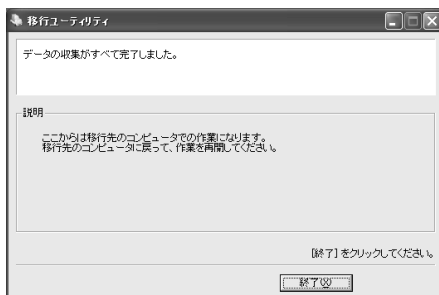 移行ユーティリティ
データの収集がすべて完了しました。
説明
ここからは移行先のコンピュータでの作業になります。
移行先のコンピュータに戻って、作業を再開してください。
[終了] をクリックしてください。
終了(X)